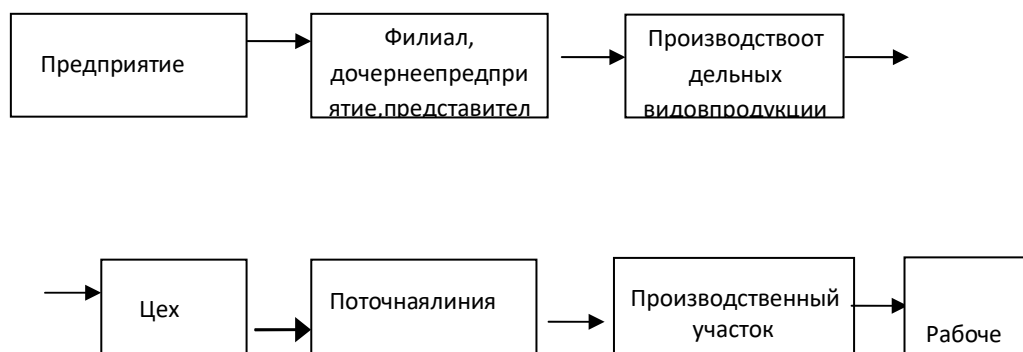 Предприятие
Филиал,
дочернеепредпри
ятие,представител
Производствоот
дельных
видовпродукции
Цех
Поточнаялиния
Производственный
участок
Рабоче